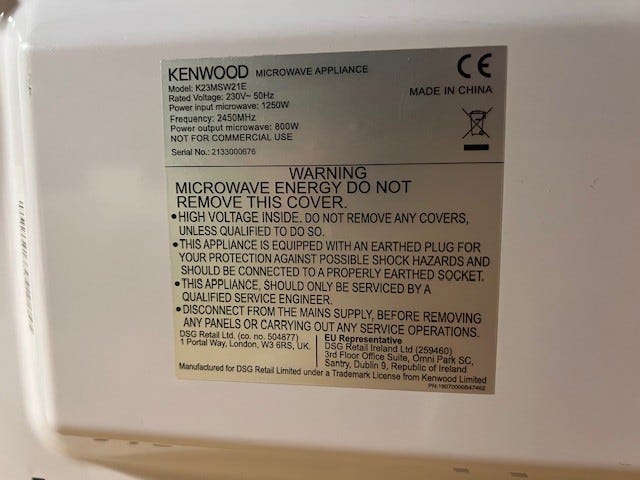 KENWOOD MICROWAVE APPLIANCE
Model: K23MSW21E
Rated Voltage: 230V~ 50Hz
Power input microwave: 1250W
Frequency: 2450MHz
Power output microwave: 800W
NOT FOR COMMERCIAL USE
Serial No.: 2133000676
CE
MADE IN CHINA
WARNING
MICROWAVE ENERGY DO NOT
REMOVE THIS COVER.
•HIGH VOLTAGE INSIDE. DO NOT REMOVE ANY COVERS,
UNLESS QUALIFIED TO DO SO.
•THIS APPLIANCE IS EQUIPPED WITH AN EARTHED PLUG FOR
YOUR PROTECTION AGAINST POSSIBLE SHOCK HAZARDS AND
SHOULD BE CONNECTED TO A PROPERLY EARTHED SOCKET.
•THIS APPLIANCE, SHOULD ONLY BE SERVICED BY A
QUALIFIED SERVICE ENGINEER.
•DISCONNECT FROM THE MAINS SUPPLY, BEFORE REMOVING
ANY PANELS OR CARRYING OUT ANY SERVICE OPERATIONS.
DSG Retail Ltd. (co. no. 504877)
1 Portal Way, London, W3 6RS, UK.
EU Representative
DSG Retail Ireland Ltd (259460)
3rd Floor Office Suite, Omni Park SC,
Santry, Dublin 9, Republic of Ireland
Manufactured for DSG Retail Limited under a Trademark License from Kenwood Limited